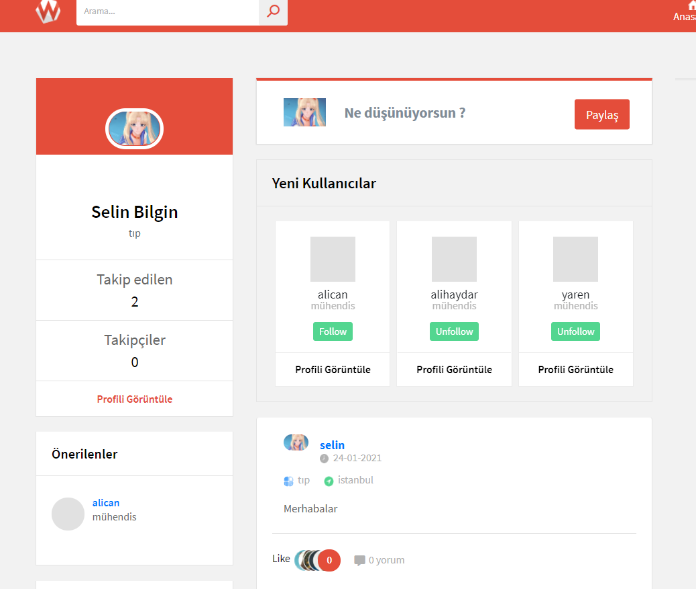 Arama...
Anasa
Selin Bilgin
tıp
Takip edilen
2
Takipçiler
0
Profili Görüntüle
Önerilenler
alican
mühendis
Ne düşünüyorsun ?
Paylaş
Yeni Kullanıcılar
alican
mühendis
Follow
Profili Görüntüle
alihaydar
mühendis
Unfollow
Profili Görüntüle
yaren
mühendis
Unfollow
Profili Görüntüle
selin
24-01-2021
tıp istanbul
Merhabalar
Like 0 0 yorum